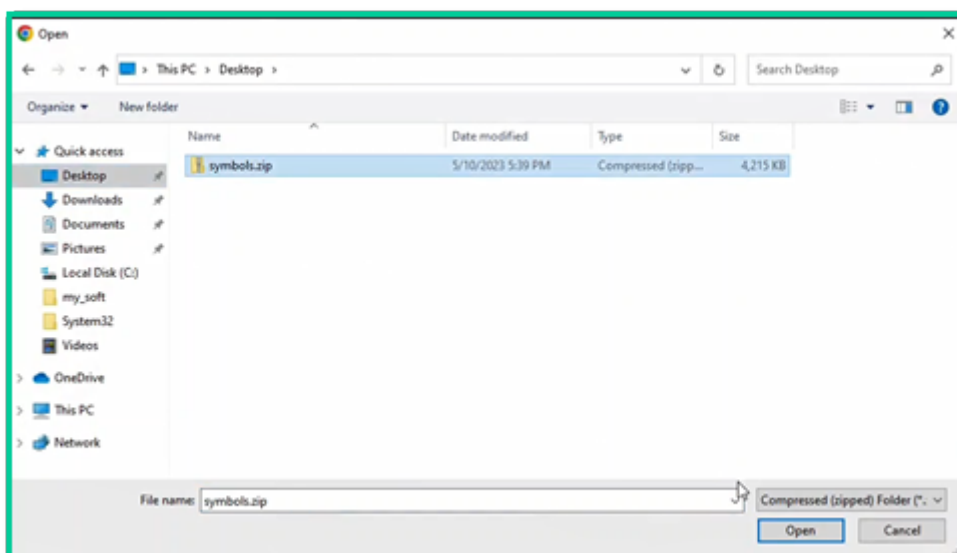 Open
This PC > Desktop >
Search Desktop
Organize
New folder
Name Date modified Type Size
symbols.zip 5/10/2023 5:39 PM Compressed (zipp... 4,215 KB
Quick access
Desktop
Downloads
Documents
Pictures
Local Disk (C:)
my_soft
System32
Videos
OneDrive
This PC
Network
File name: symbols.zip
Compressed (zipped) Folder (*.
Open Cancel